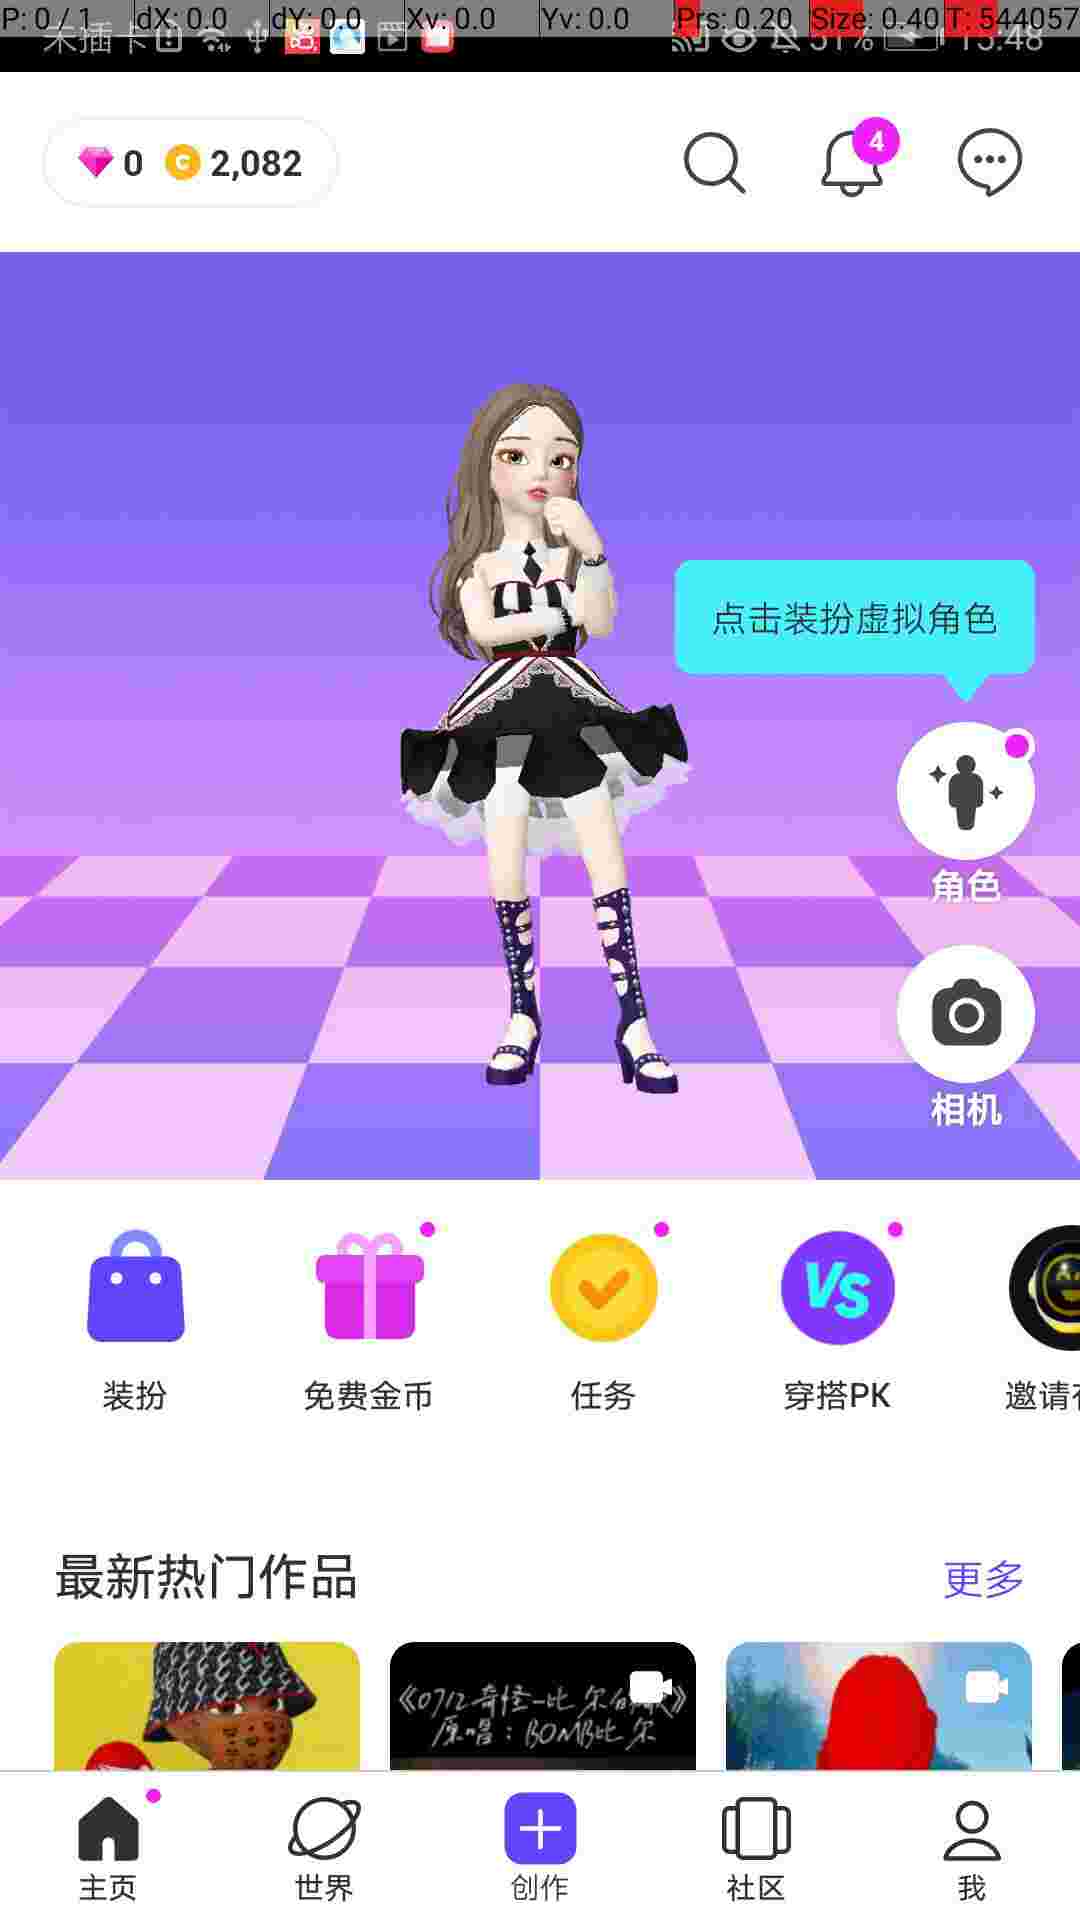 P: 0 / 1 dX: 0.0 dY: 0.0 Xv: 0.0 Yv: 0.0 Prs: 0.20 Size: 0.40 T: 544057
未插卡 51% 15:48
0 2,082 4
点击装扮虚拟角色
角色
相机
VS
装扮 免费金币 任务 穿搭PK 邀请
最新热门作品 更多
《0712奇怪-比尔
原唱：BOMB比尔
主页 世界 创作 社区 我